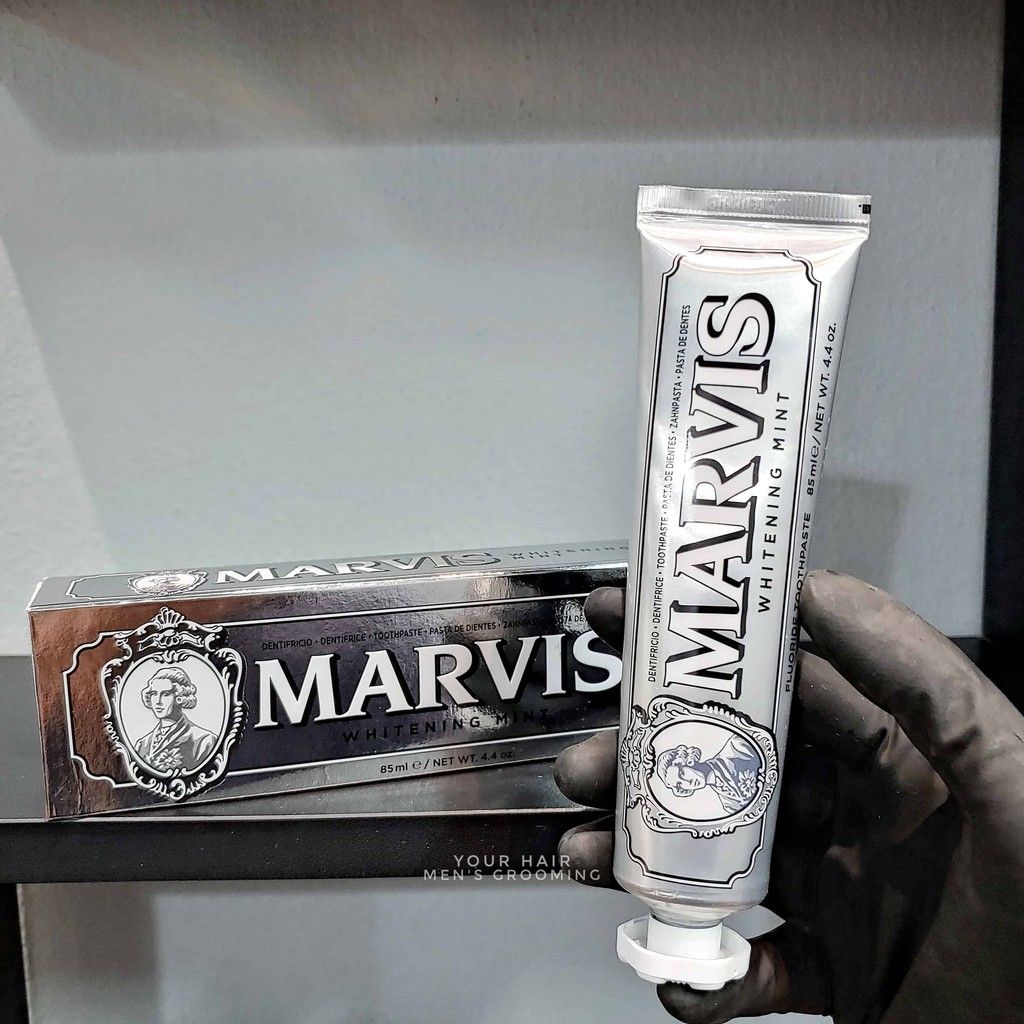 MARVIS WHITENING
DENTIFRICIO • DENTIFRICE • TOOTHPASTE • PASTA DE DIENTES • ZAHNPASTA
MARVIS
WHITENING MINT
85ml ℮ / NET WT. 4.4 oz.
DENTIFRICIO • DENTIFRICE • TOOTHPASTE • PASTA DE DIENTES • ZAHNPASTA • PASTA DE DENTES
MARVIS
WHITENING MINT
FLUORIDE TOOTHPASTE 85ml ℮ / NET WT. 4.4 oz.
YOUR HAIR
MEN'S GROOMING